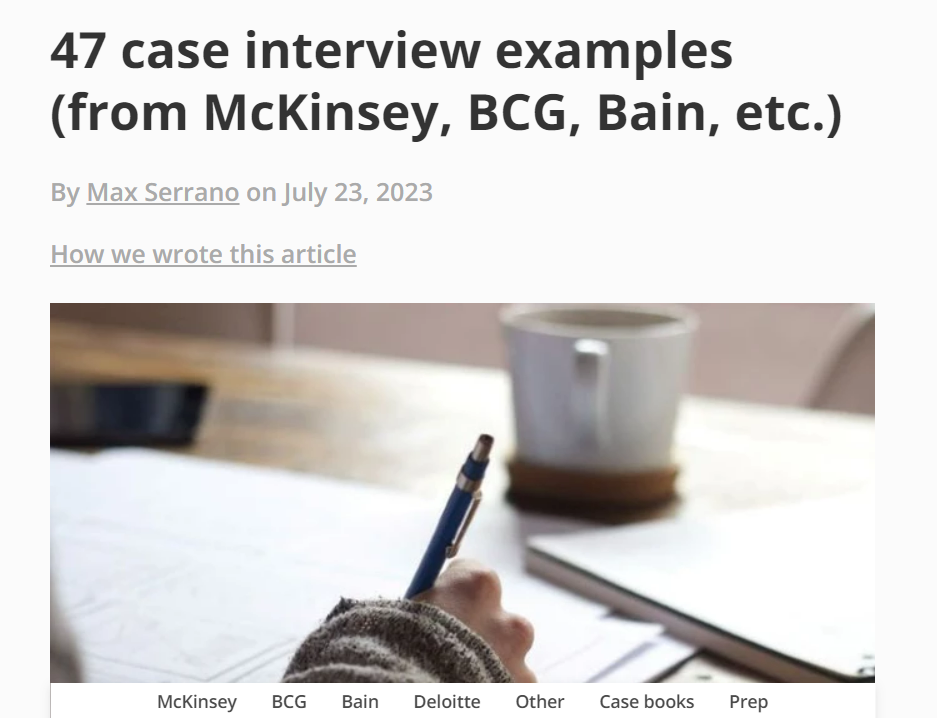 47 case interview examples
(from McKinsey, BCG, Bain, etc.)
By Max Serrano on July 23, 2023
How we wrote this article
McKinsey BCG Bain Deloitte Other Case books Prep